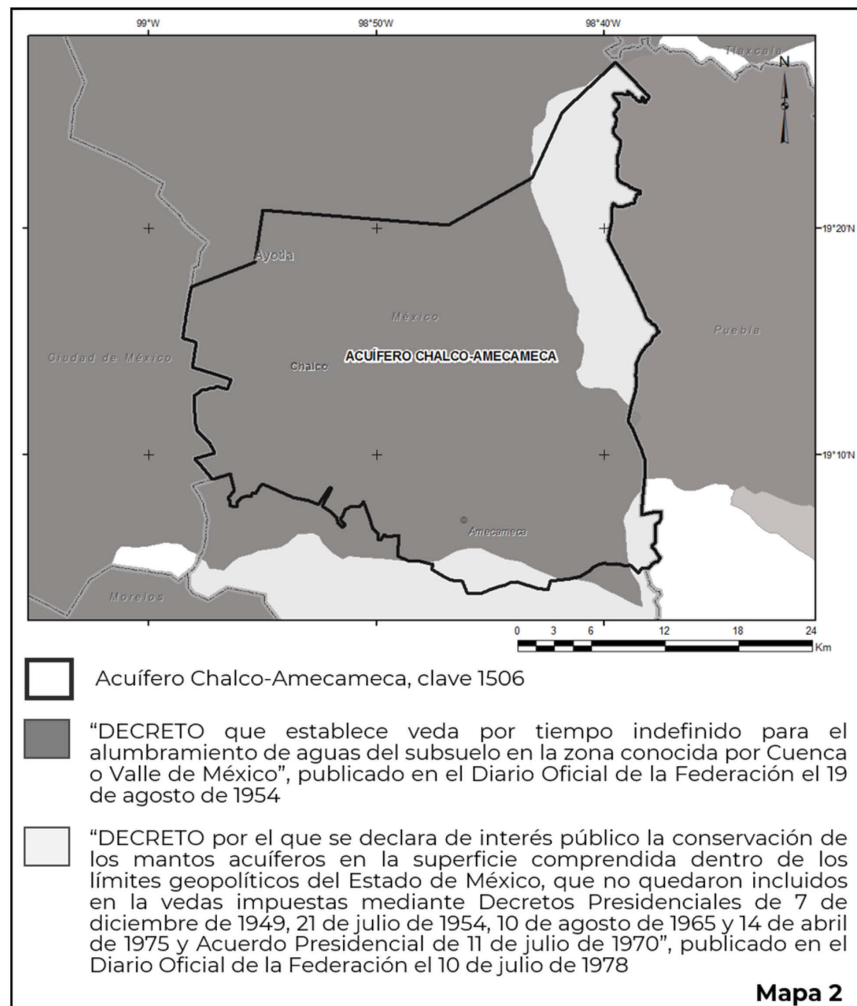 99°W 98°50'W 98°40'W
Tlaxcala
N
19°20'N
Ayotla
México
Puebla
Ciudad de México
ACUÍFERO CHALCO-AMECAMECA
Chalco
19°10'N
Amecameca
Morelos
0 3 6 12 18 24
Km
Acuífero Chalco-Amecameca, clave 1506
“DECRETO que establece veda por tiempo indefinido para el
alumbramiento de aguas del subsuelo en la zona conocida por Cuenca
o Valle de México”, publicado en el Diario Oficial de la Federación el 19
de agosto de 1954
“DECRETO por el que se declara de interés público la conservación de
los mantos acuíferos en la superficie comprendida dentro de los
límites geopolíticos del Estado de México, que no quedaron incluidos
en la vedas impuestas mediante Decretos Presidenciales de 7 de
diciembre de 1949, 21 de julio de 1954, 10 de agosto de 1965 y 14 de abril
de 1975 y Acuerdo Presidencial de 11 de julio de 1970”, publicado en el
Diario Oficial de la Federación el 10 de julio de 1978
Mapa 2